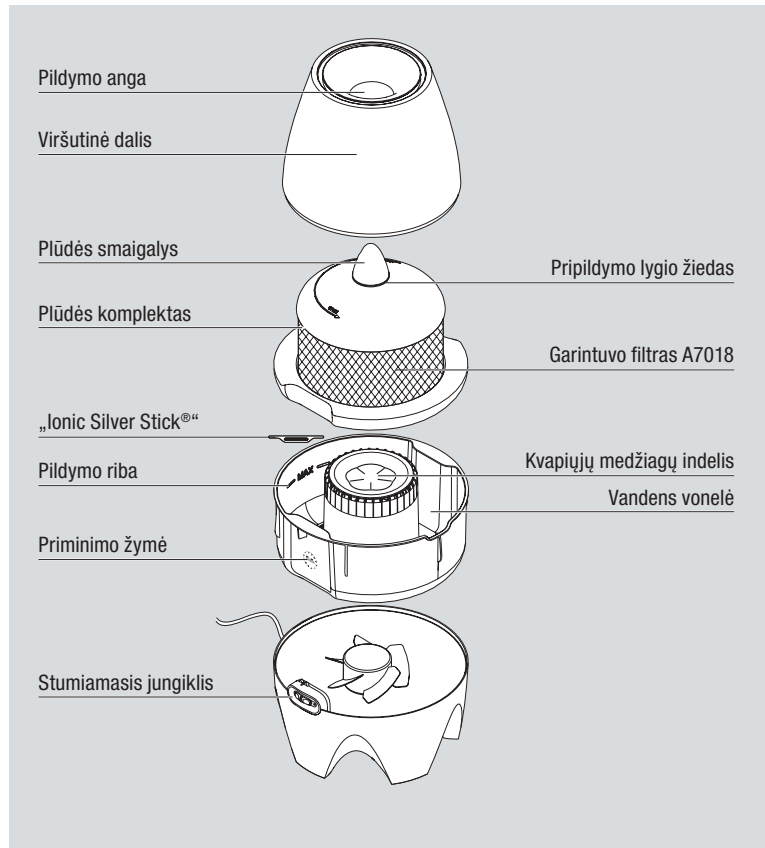 Pildymo anga
Viršutinė dalis
Plūdės smaigalys
Pripildymo lygio žiedas
Plūdės komplektas
Garintuvo filtras A7018
„Ionic Silver Stick®“
Pildymo riba
MAX
Kvapiųjų medžiagų indelis
Vandens vonelė
Priminimo žymė
Stumiamasis jungiklis